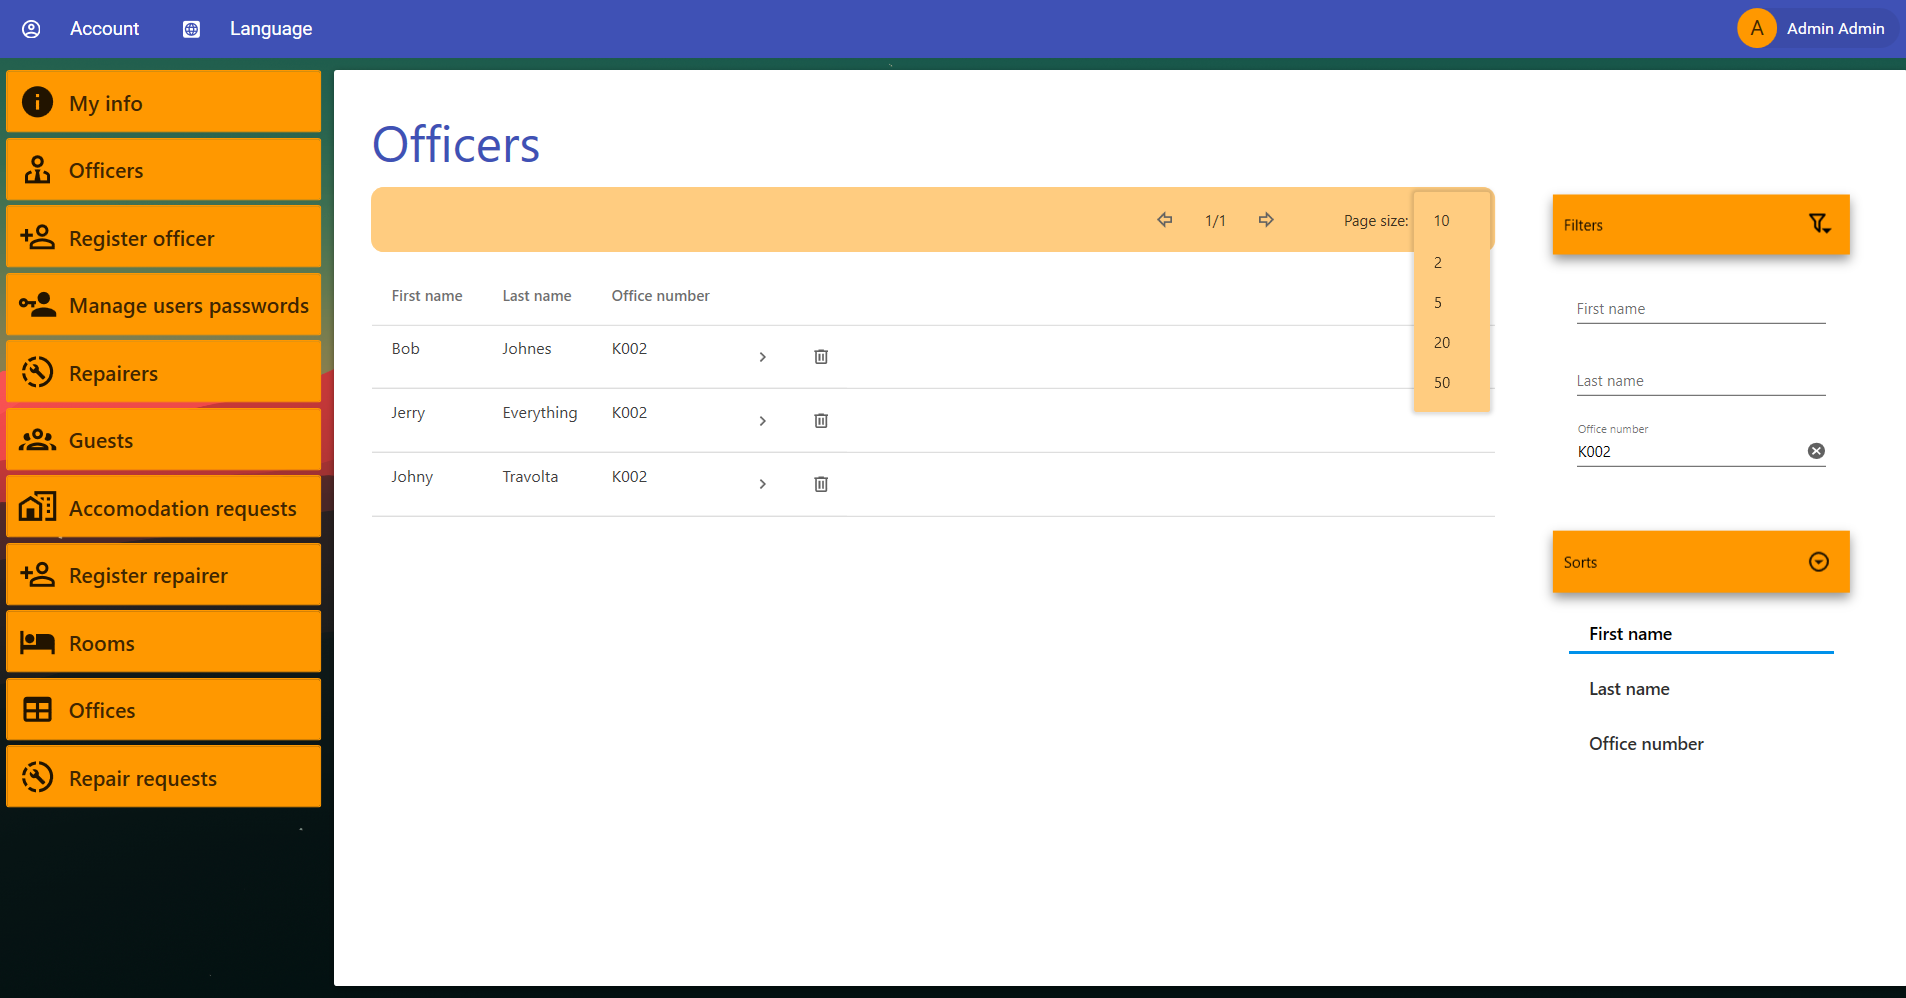 Account
Language
A
Admin Admin
My info
Officers
Register officer
Manage users passwords
Repairers
Guests
Accomodation requests
Register repairer
Rooms
Offices
Repair requests
Officers
1/1
Page size:
10
2
5
20
50
First name Last name Office number
Bob Johnes K002
Jerry Everything K002
Johny Travolta K002
Filters
First name
Last name
Office number
K002
Sorts
First name
Last name
Office number